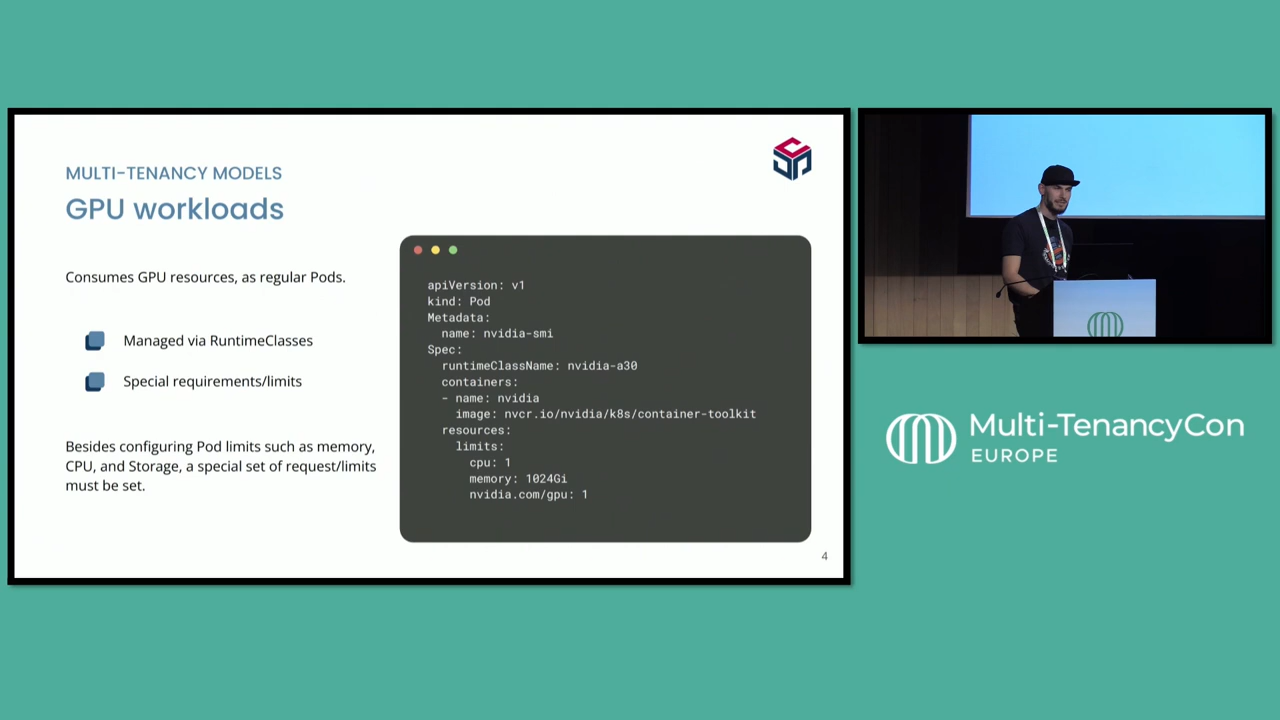 MULTI-TENANCY MODELS
GPU workloads
Consumes GPU resources, as regular Pods.
Managed via RuntimeClasses
Special requirements/limits
Besides configuring Pod limits such as memory,
CPU, and Storage, a special set of request/limits
must be set.
apiVersion: v1
kind: Pod
Metadata:
  name: nvidia-smi
Spec:
  runtimeClassName: nvidia-a30
  containers:
  - name: nvidia
    image: nvcr.io/nvidia/k8s/container-toolkit
  resources:
    limits:
      cpu: 1
      memory: 1024Gi
      nvidia.com/gpu: 1
4
Multi-TenancyCon
EUROPE